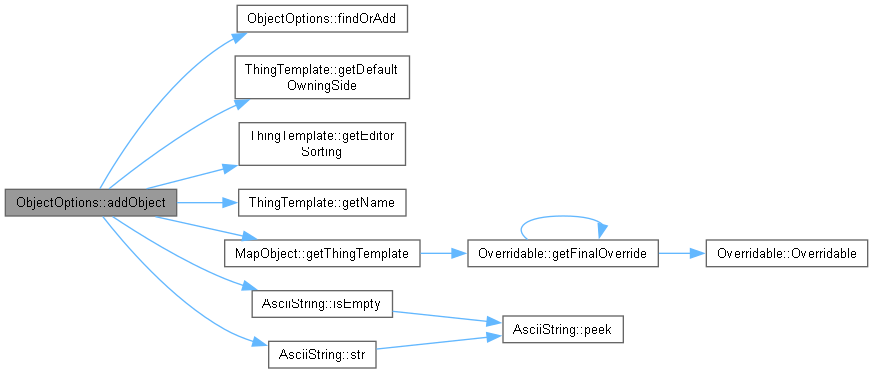 ObjectOptions::findOrAdd
ThingTemplate::getDefault
OwningSide
ThingTemplate::getEditor
Sorting
ObjectOptions::addObject
ThingTemplate::getName
MapObject::getThingTemplate
Overridable::getFinalOverride
Overridable::Overridable
AsciiString::isEmpty
AsciiString::peek
AsciiString::str